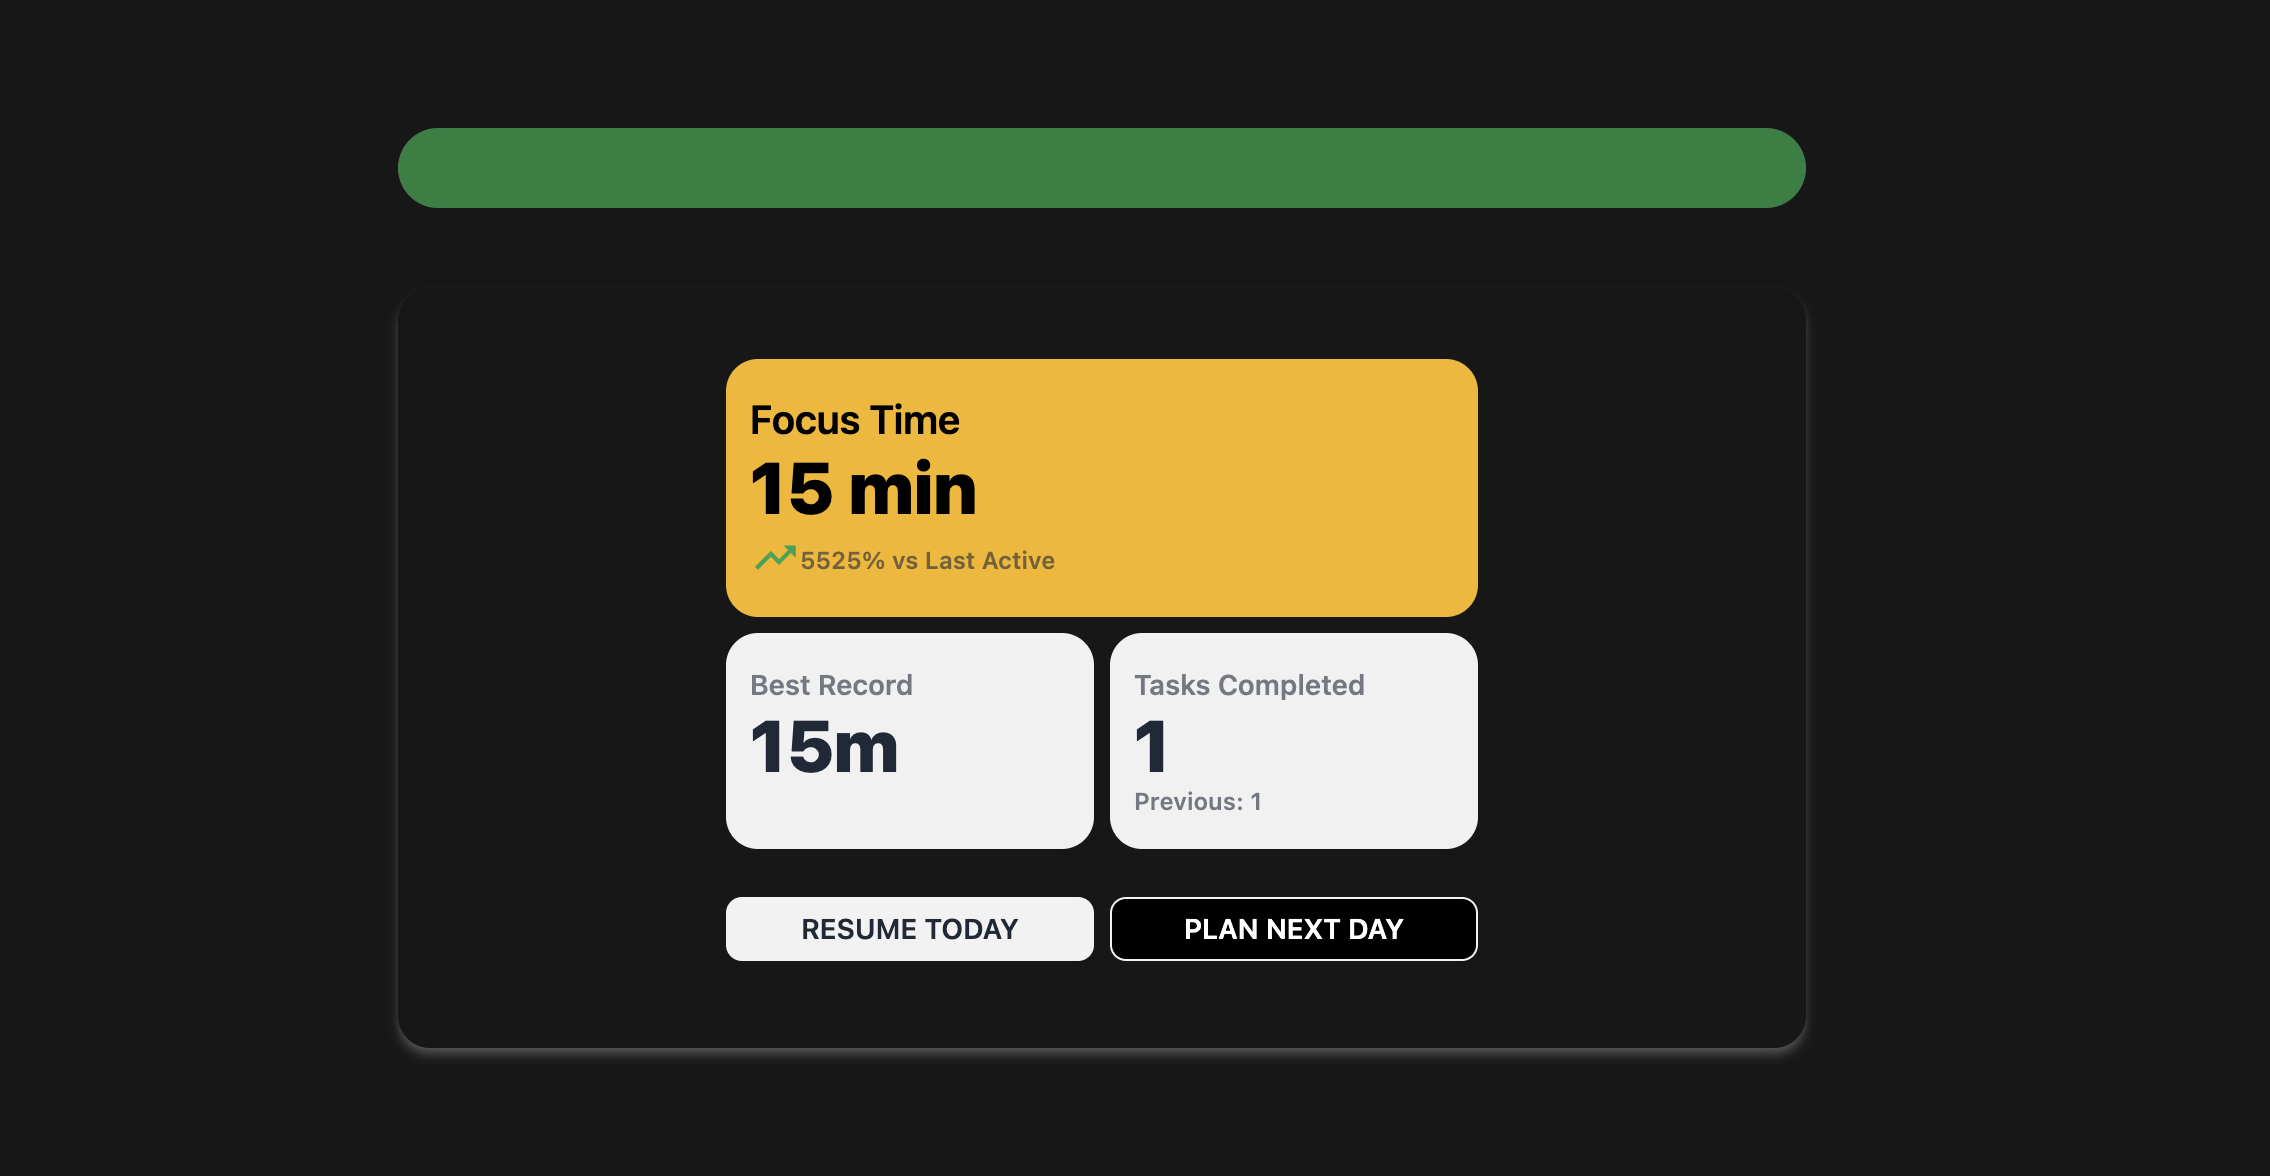 Focus Time
15 min
5525% vs Last Active
Best Record
15m
Tasks Completed
1
Previous: 1
RESUME TODAY
PLAN NEXT DAY